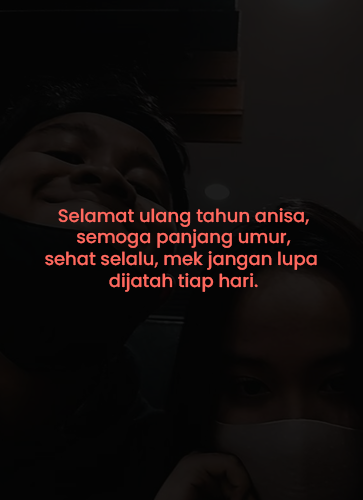 Selamat ulang tahun anisa,
semoga panjang umur,
sehat selalu, mek jangan lupa
dijatah tiap hari.